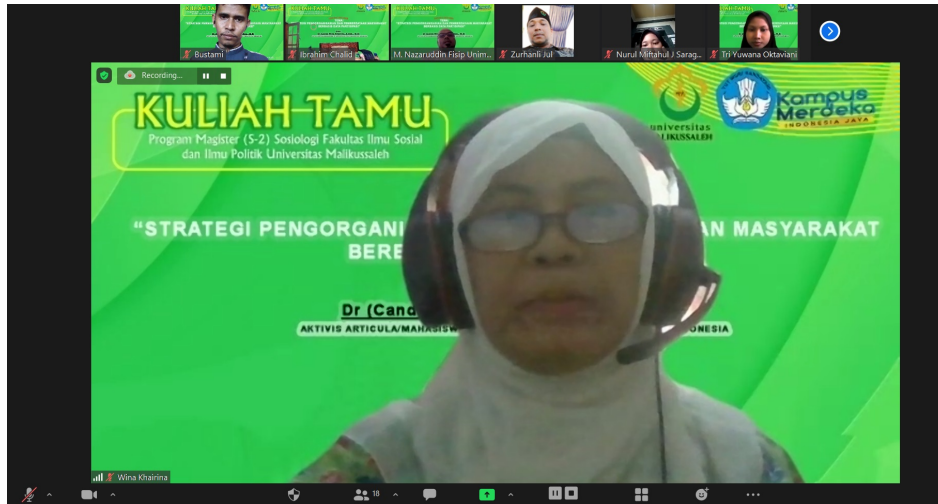 Bustami
Ibrahim Chalid
M. Nazaruddin Fisip Unim...
Zurhanli Jul
Nurul Miftahul J Sarag...
Tri Yuwana Oktaviani
Recording...
KULIAH TAMU
Program Magister (S-2) Sosiologi Fakultas Ilmu Sosial
dan Ilmu Politik Universitas Malikussaleh
universitas
MALIKUSSALEH
Kampus
Merdeka
INDONESIA JAYA
"STRATEGI PENGORGANI AN MASYARAKAT
BERE
Dr (Cand
AKTIVIS ARTICULA/MAHASISW ONESIA
Wina Khairina
18